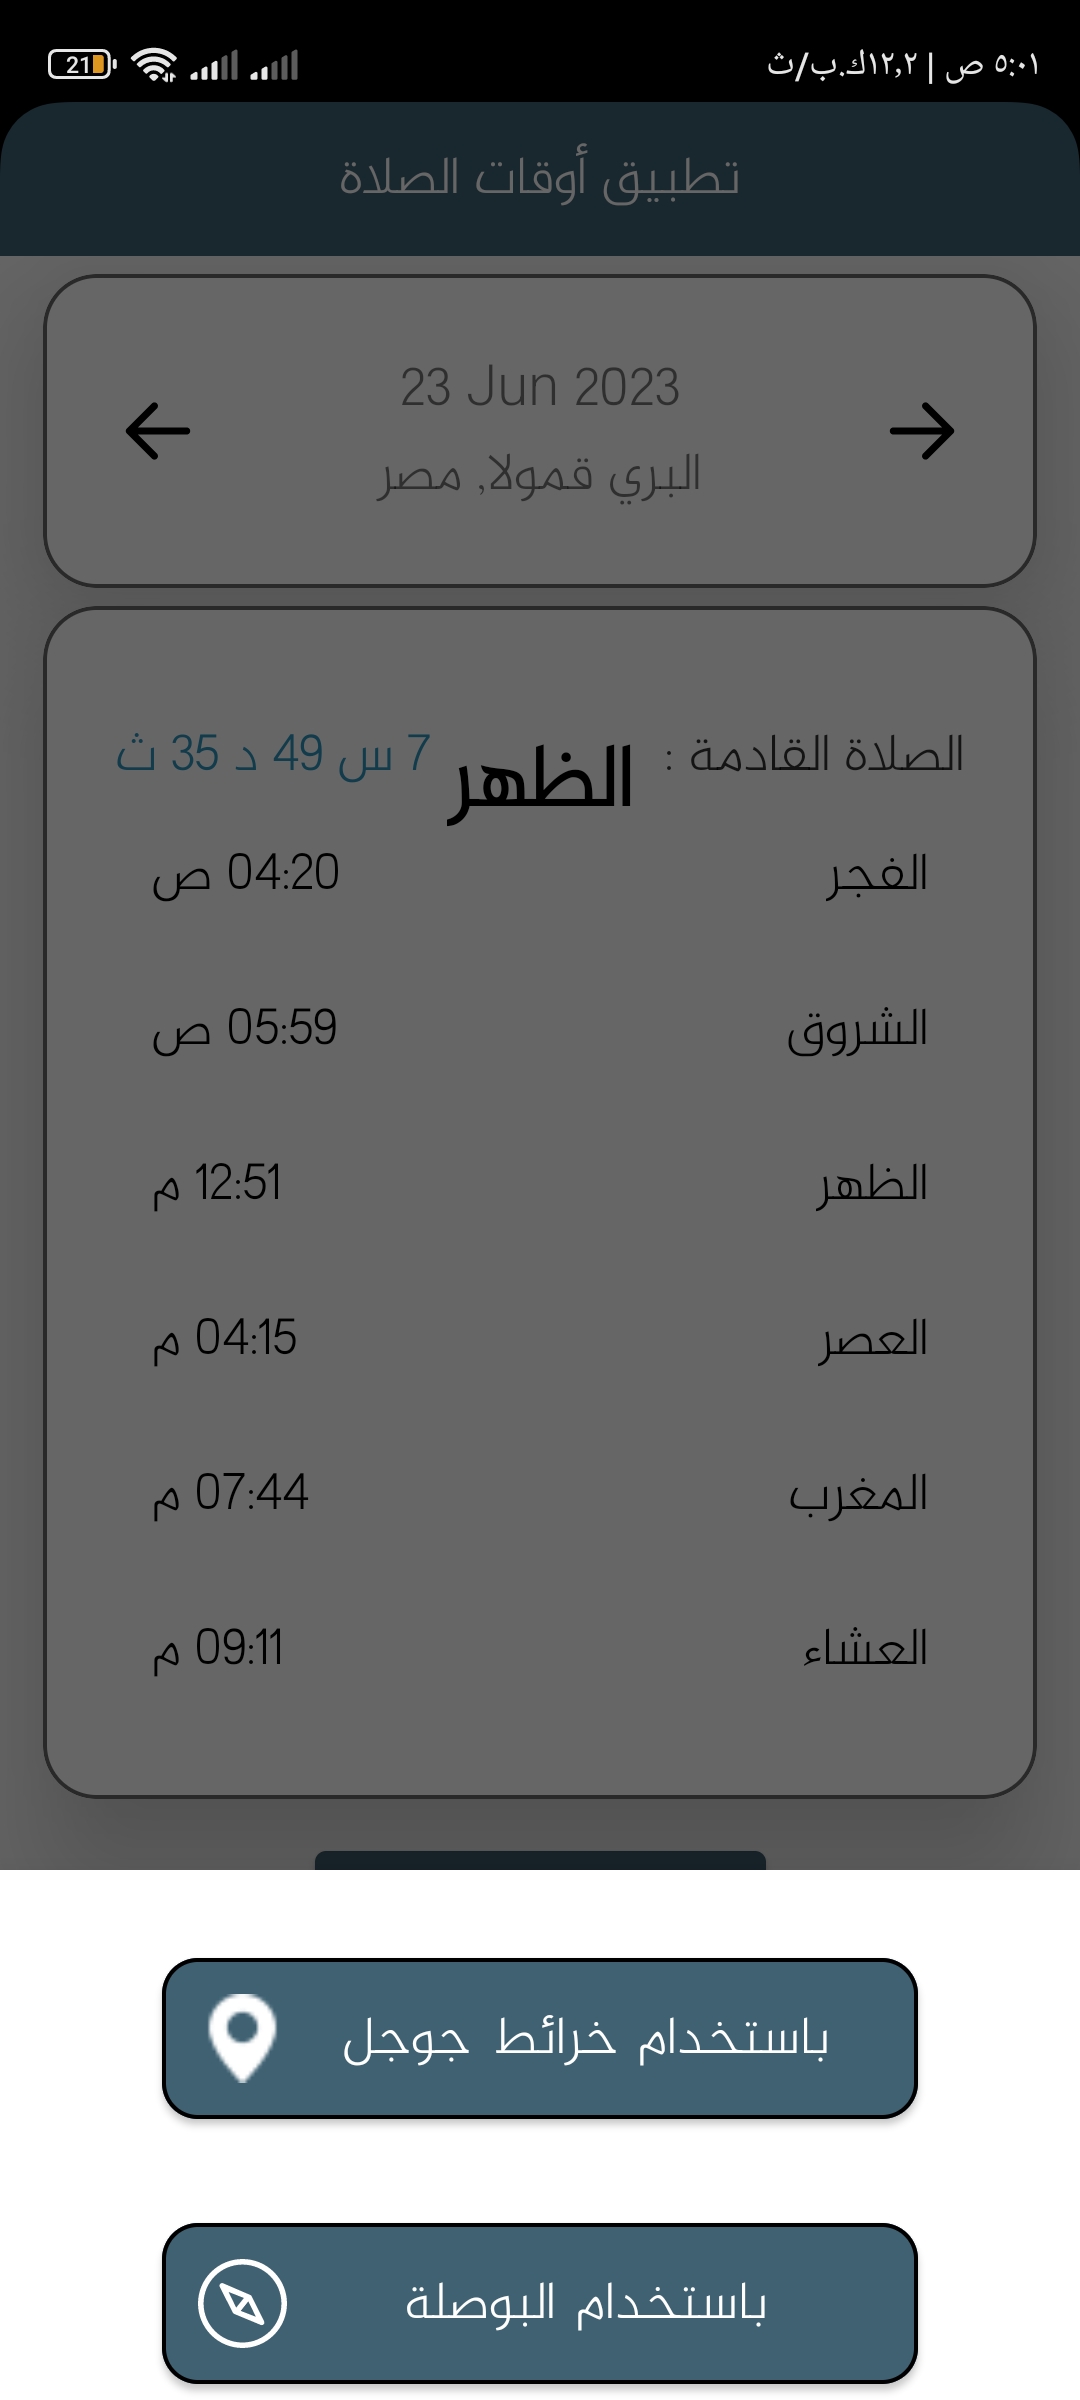 ٥:٠١ ص | ١٢٫٢ك.ب/ث 21
تطبيق أوقات الصلاة
23 Jun 2023
البري قمولا, مصر
الصلاة القادمة : الظهر 7 س 49 د 35 ث
الفجر 04:20 ص
الشروق 05:59 ص
الظهر 12:51 م
العصر 04:15 م
المغرب 07:44 م
العشاء 09:11 م
باستخدام خرائط جوجل
باستخدام البوصلة